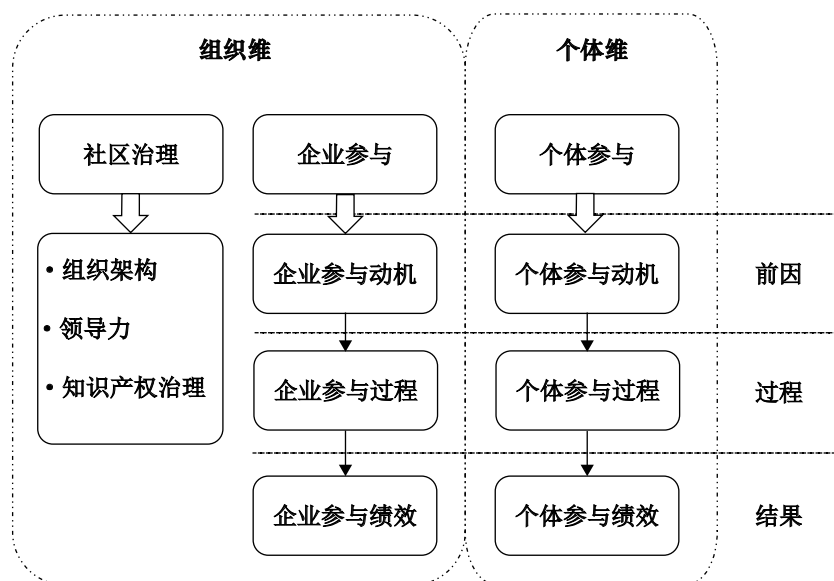 组织维
个体维
社区治理
企业参与
个体参与
• 组织架构
• 领导力
• 知识产权治理
企业参与动机
个体参与动机
前因
企业参与过程
个体参与过程
过程
企业参与绩效
个体参与绩效
结果